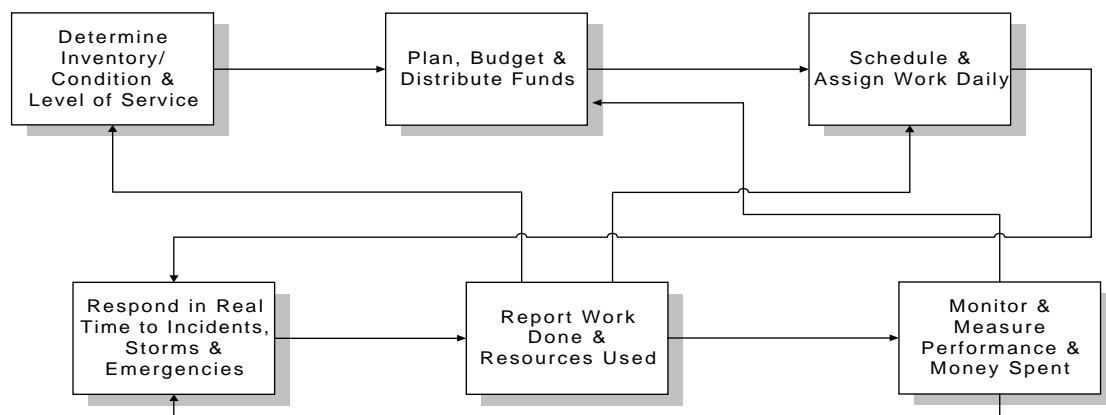 Determine
Inventory/
Condition &
Level of Service
Plan, Budget &
Distribute Funds
Schedule &
Assign Work Daily
Respond in Real
Time to Incidents,
Storms &
Emergencies
Report Work
Done &
Resources Used
Monitor &
Measure
Performance &
Money Spent